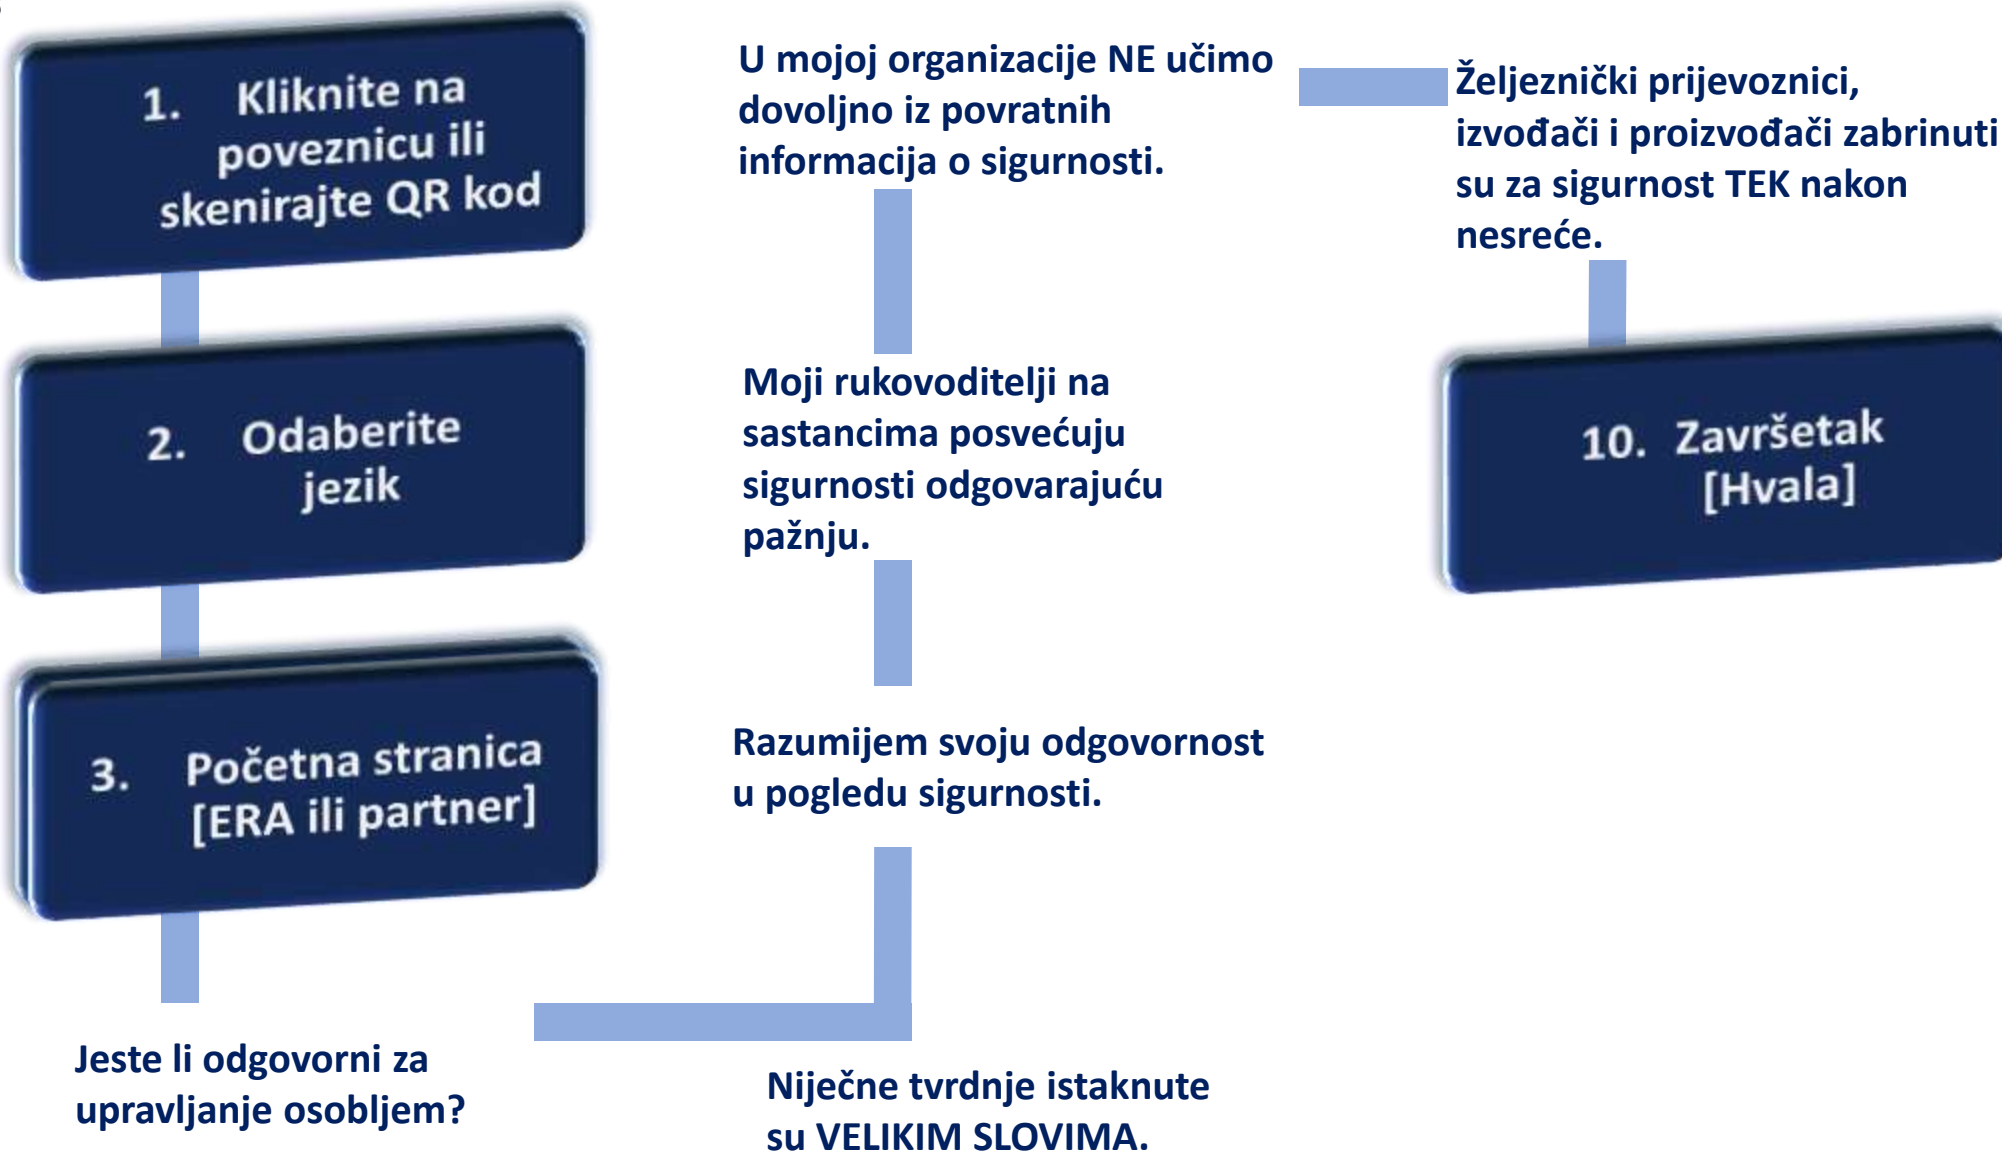 1. Kliknite na
poveznicu ili
skenirajte QR kod
2. Odaberite
jezik
3. Početna stranica
[ERA ili partner]
Jeste li odgovorni za
upravljanje osobljem?
Niječne tvrdnje istaknute
su VELIKIM SLOVIMA.
Razumijem svoju odgovornost
u pogledu sigurnosti.
Moji rukovoditelji na
sastancima posvećuju
sigurnosti odgovarajuću
pažnju.
U mojoj organizacije NE učimo
dovoljno iz povratnih
informacija o sigurnosti.
Željeznički prijevoznici,
izvođači i proizvođači zabrinuti
su za sigurnost TEK nakon
nesreće.
10. Završetak
[Hvala]